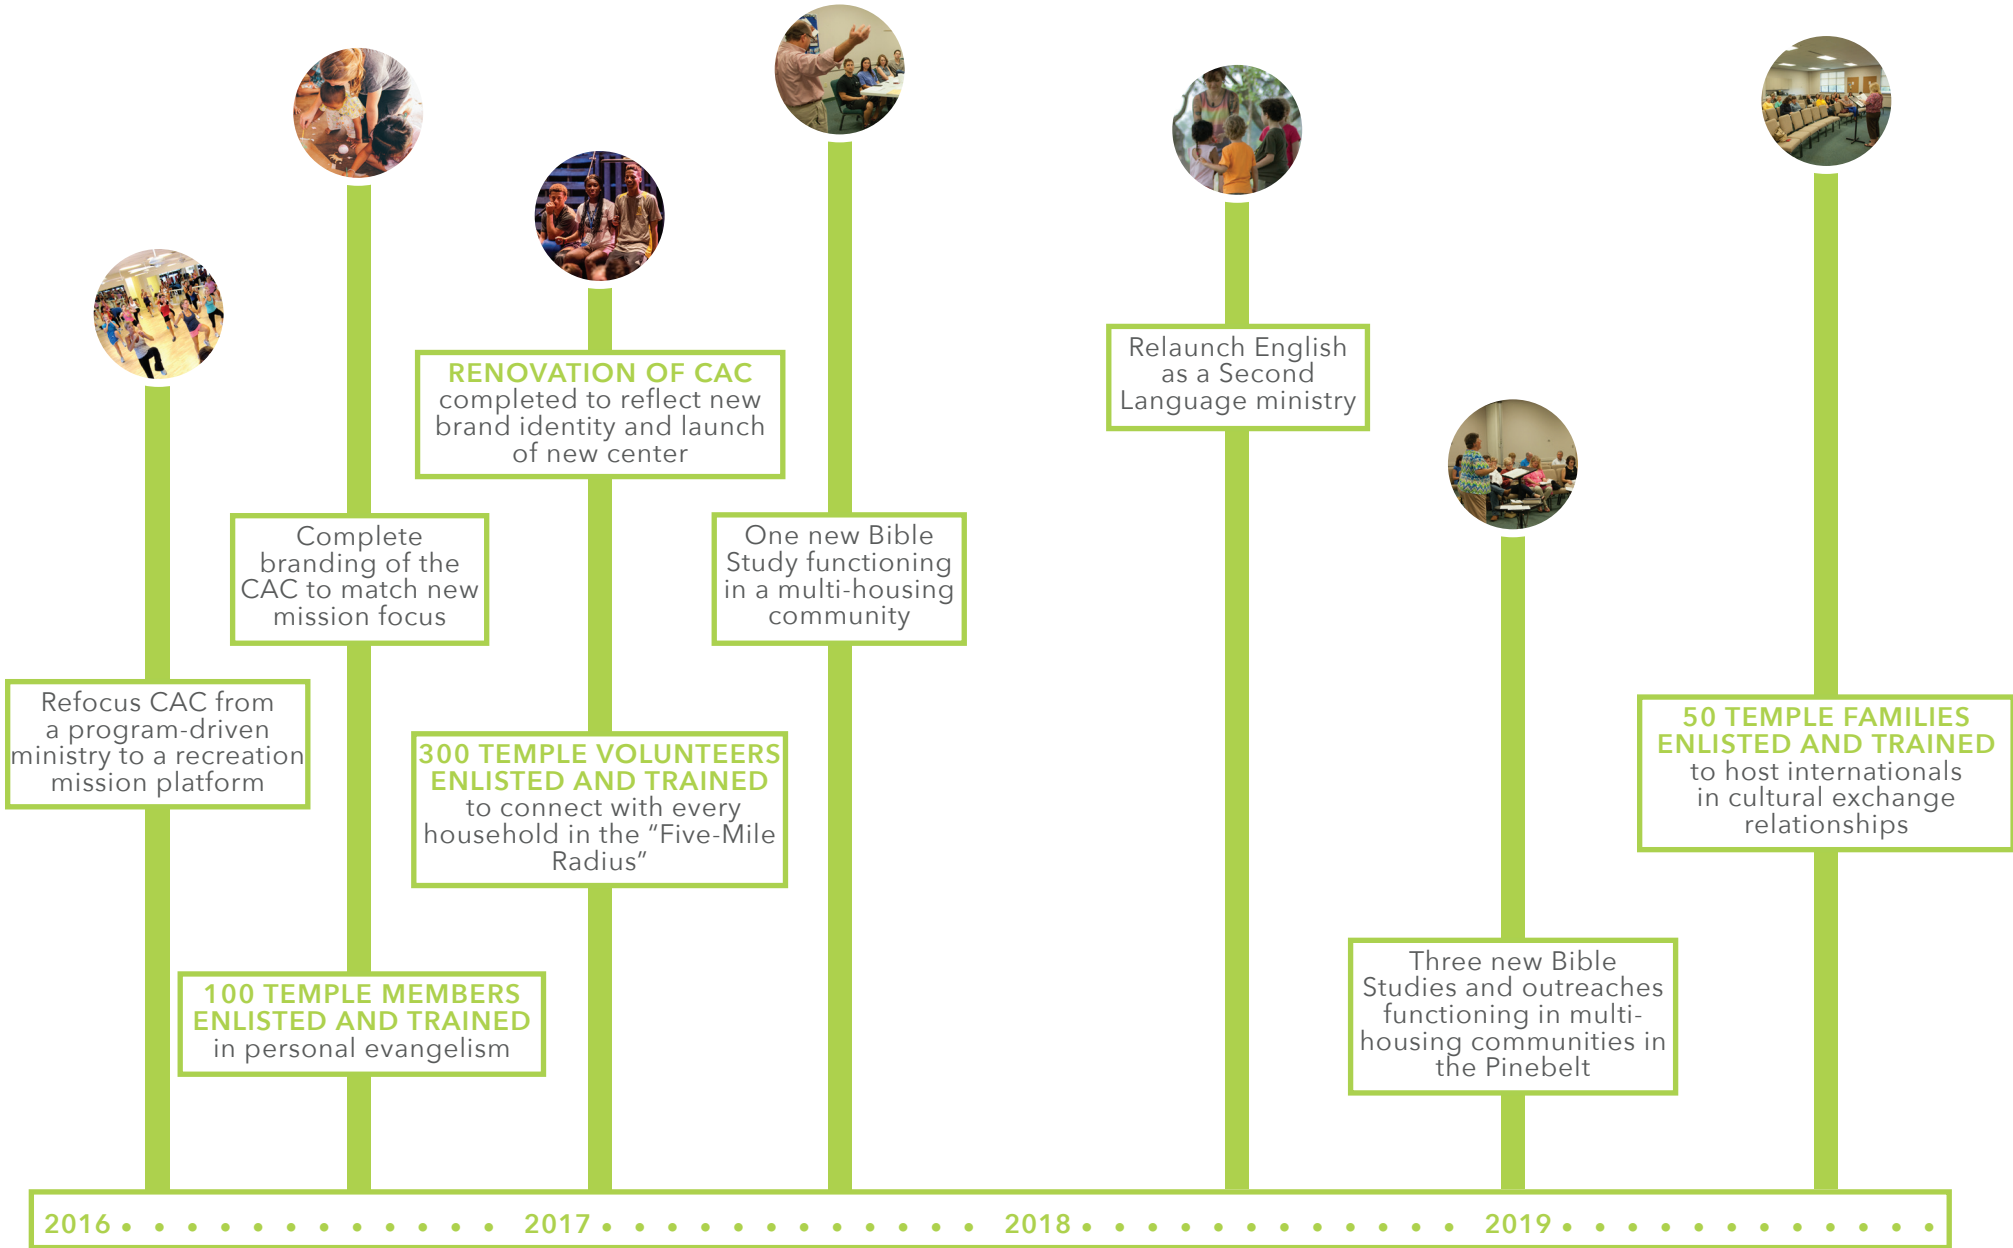 Refocus CAC from
a program-driven
ministry to a recreation
mission platform
Complete
branding of the
CAC to match new
mission focus
100 TEMPLE MEMBERS
ENLISTED AND TRAINED
in personal evangelism
RENOVATION OF CAC
completed to reflect new
brand identity and launch
of new center
300 TEMPLE VOLUNTEERS
ENLISTED AND TRAINED
to connect with every
household in the “Five-Mile
Radius”
One new Bible
Study functioning
in a multi-housing
community
Relaunch English
as a Second
Language ministry
Three new Bible
Studies and outreaches
functioning in multi-
housing communities in
the Pinebelt
50 TEMPLE FAMILIES
ENLISTED AND TRAINED
to host internationals
in cultural exchange
relationships
2016 2017 2018 2019